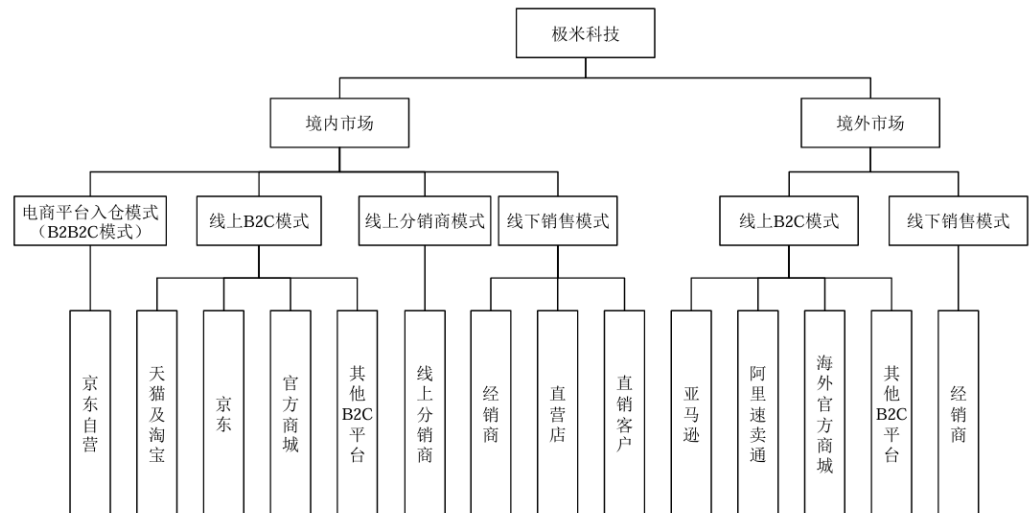 极米科技
境内市场
境外市场
电商平台入仓模式
（B2B2C模式）
线上B2C模式
线上分销商模式
线下销售模式
线上B2C模式
线下销售模式
京东自营
天猫及淘宝
京东
官方商城
其他B2C平台
线上分销商
经销商
直营店
直销客户
亚马逊
阿里速卖通
海外官方商城
其他B2C平台
经销商